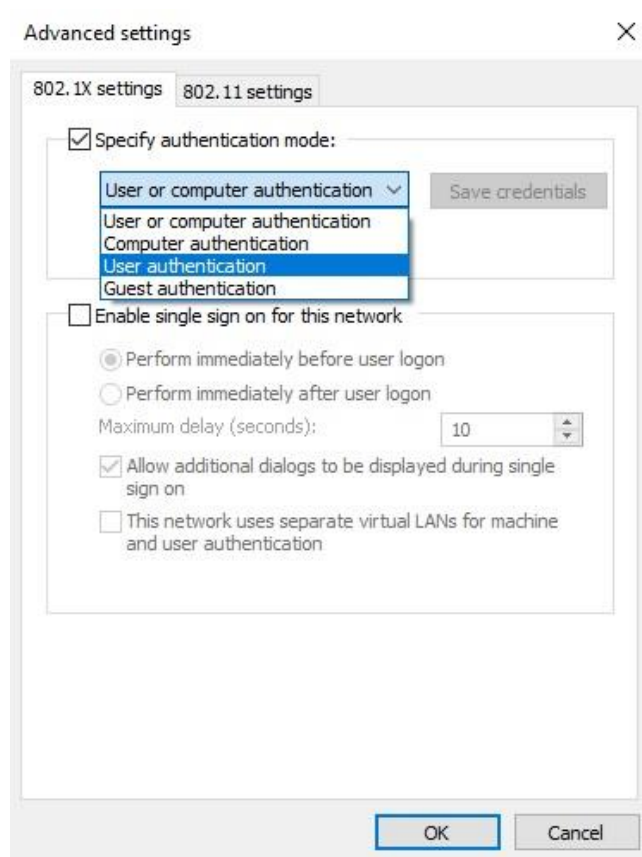 Advanced settings
802.1X settings 802.11 settings
Specify authentication mode:
User or computer authentication Save credentials
User or computer authentication
Computer authentication
User authentication
Guest authentication
Enable single sign on for this network
Perform immediately before user logon
Perform immediately after user logon
Maximum delay (seconds): 10
Allow additional dialogs to be displayed during single
sign on
This network uses separate virtual LANs for machine
and user authentication
OK Cancel